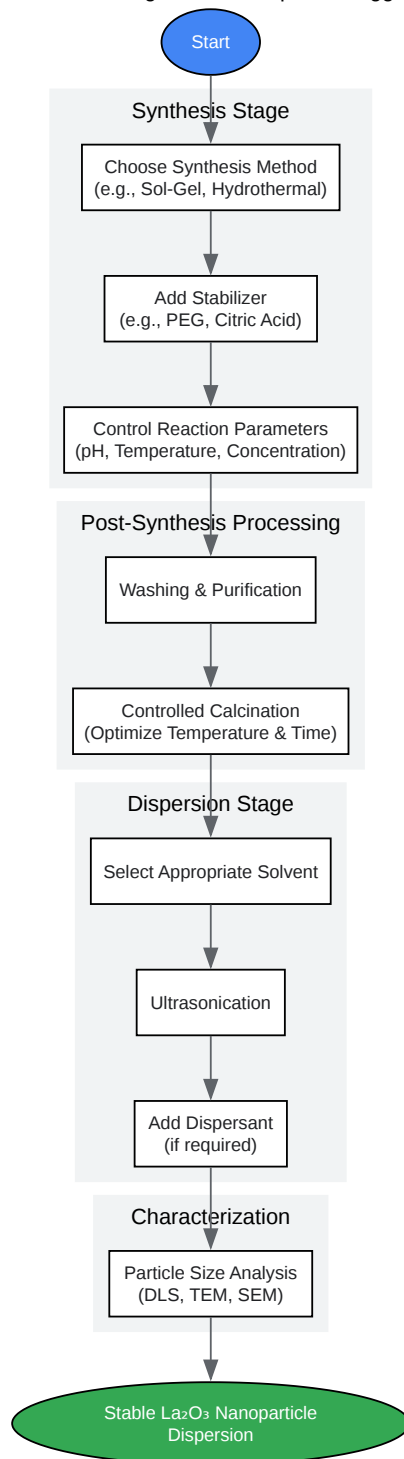 Start
Synthesis Stage
Choose Synthesis Method
(e.g., Sol-Gel, Hydrothermal)
Add Stabilizer
(e.g., PEG, Citric Acid)
Control Reaction Parameters
(pH, Temperature, Concentration)
Post-Synthesis Processing
Washing & Purification
Controlled Calcination
(Optimize Temperature & Time)
Dispersion Stage
Select Appropriate Solvent
Ultrasonication
Add Dispersant
(if required)
Characterization
Particle Size Analysis
(DLS, TEM, SEM)
Stable La₂O₃ Nanoparticle
Dispersion